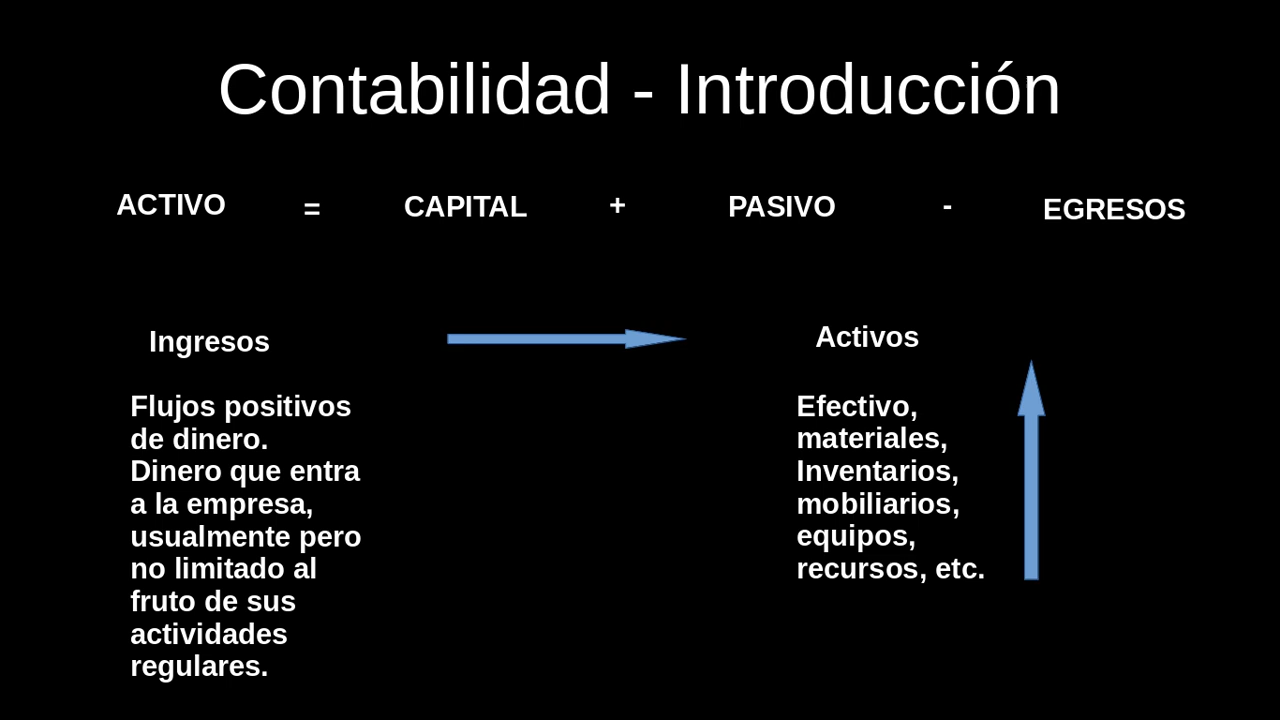 Contabilidad - Introducción
ACTIVO = CAPITAL + PASIVO - EGRESOS
Ingresos
Flujos positivos
de dinero.
Dinero que entra
a la empresa,
usualmente pero
no limitado al
fruto de sus
actividades
regulares.
Activos
Efectivo,
materiales,
Inventarios,
mobiliarios,
equipos,
recursos, etc.